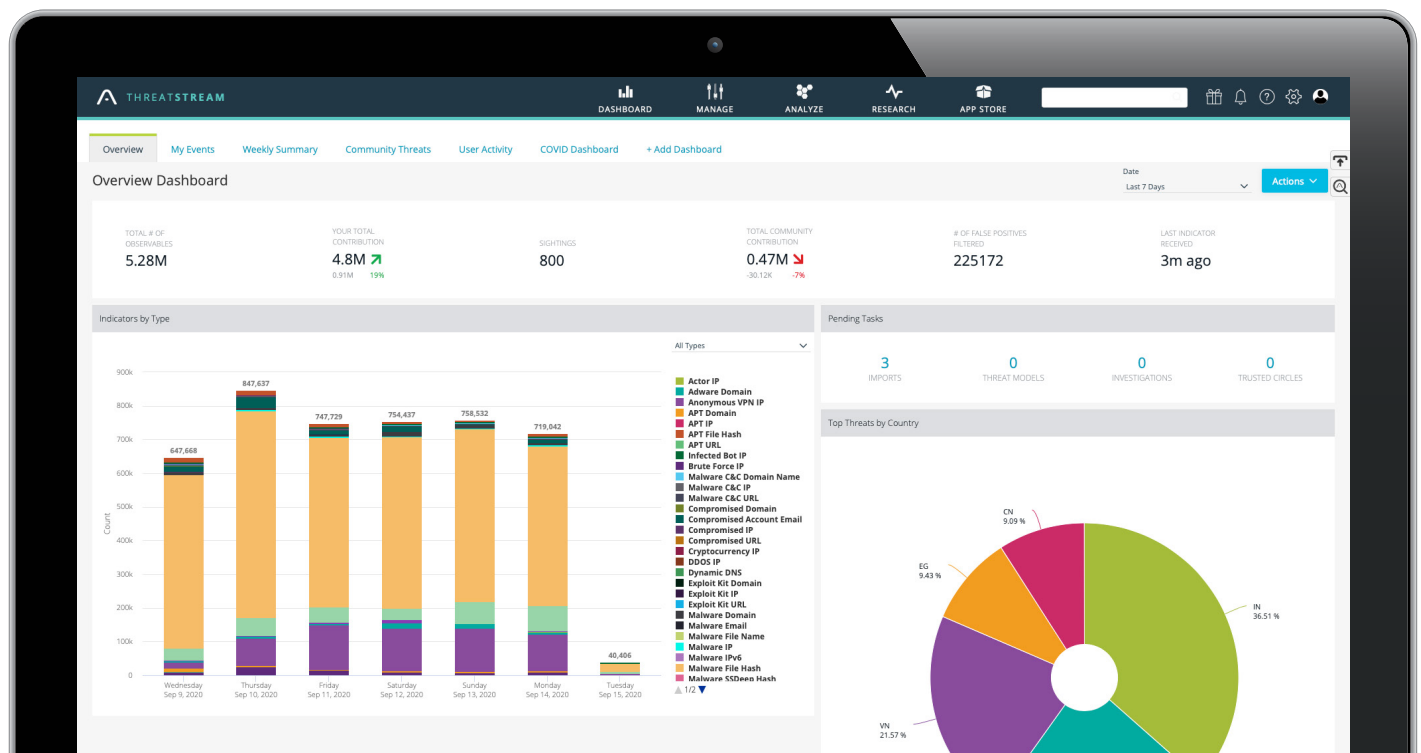 THREATSTREAM
DASHBOARD
MANAGE
ANALYZE
RESEARCH
APP STORE
Overview
My Events
Weekly Summary
Community Threats
User Activity
COVID Dashboard
+ Add Dashboard
Overview Dashboard
Date
Last 7 Days
Actions
TOTAL # OF
OBSERVABLES
5.28M
YOUR TOTAL
CONTRIBUTION
4.8M
0.91M 19%
SIGHTINGS
800
TOTAL COMMUNITY
CONTRIBUTION
0.47M
-30.12K -7%
# OF FALSE POSITIVES
FILTERED
225172
LAST INDICATOR
RECEIVED
3m ago
Indicators by Type
All Types
Count
900k
800k
700k
600k
500k
400k
300k
200k
100k
0
647,668
847,637
747,729
754,437
758,532
719,042
40,406
Wednesday
Sep 9, 2020
Thursday
Sep 10, 2020
Friday
Sep 11, 2020
Saturday
Sep 12, 2020
Sunday
Sep 13, 2020
Monday
Sep 14, 2020
Tuesday
Sep 15, 2020
Actor IP
Adware Domain
Anonymous VPN IP
APT Domain
APT IP
APT File Hash
APT URL
Infected Bot IP
Brute Force IP
Malware C&C Domain Name
Malware C&C IP
Malware C&C URL
Compromised Domain
Compromised Account Email
Compromised IP
Compromised URL
Cryptocurrency IP
DDOS IP
Dynamic DNS
Exploit Kit Domain
Exploit Kit IP
Exploit Kit URL
Malware Domain
Malware Email
Malware File Name
Malware IP
Malware IPv6
Malware File Hash
Malware SSDeep Hash
1/2
Pending Tasks
3
IMPORTS
0
THREAT MODELS
0
INVESTIGATIONS
0
TRUSTED CIRCLES
Top Threats by Country
CN
9.09 %
EG
9.43 %
IN
36.51 %
VN
21.57 %